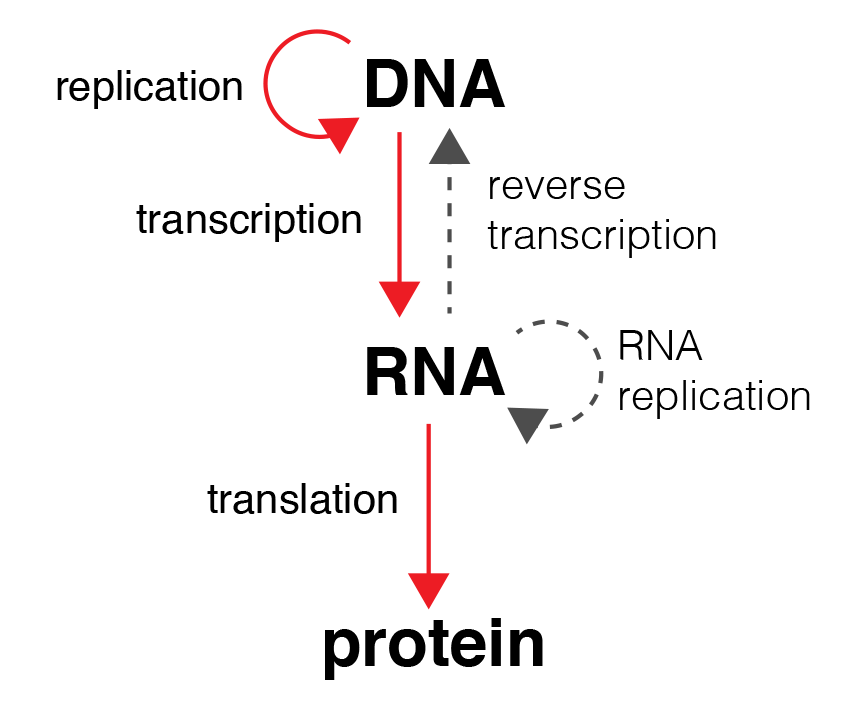 DNA
replication
transcription
reverse
transcription
RNA
RNA
replication
translation
protein